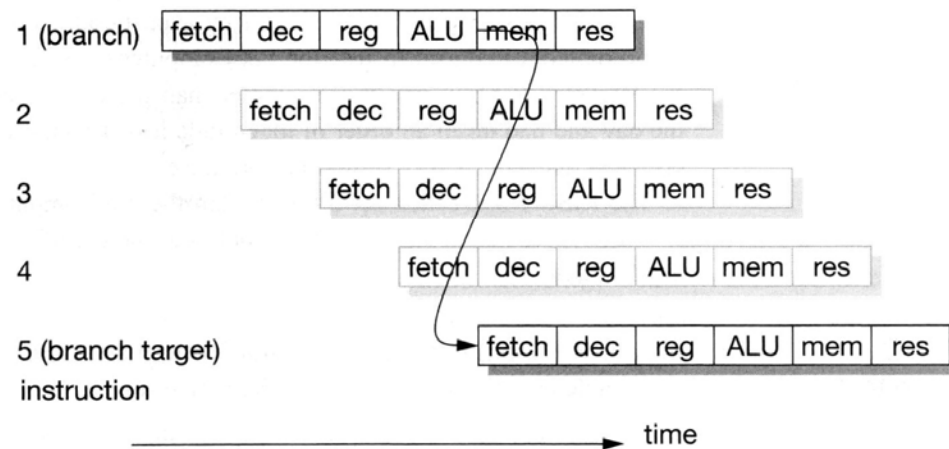 1 (branch) fetch dec reg ALU mem res
2 fetch dec reg ALU mem res
3 fetch dec reg ALU mem res
4 fetch dec reg ALU mem res
5 (branch target) fetch dec reg ALU mem res
instruction
time